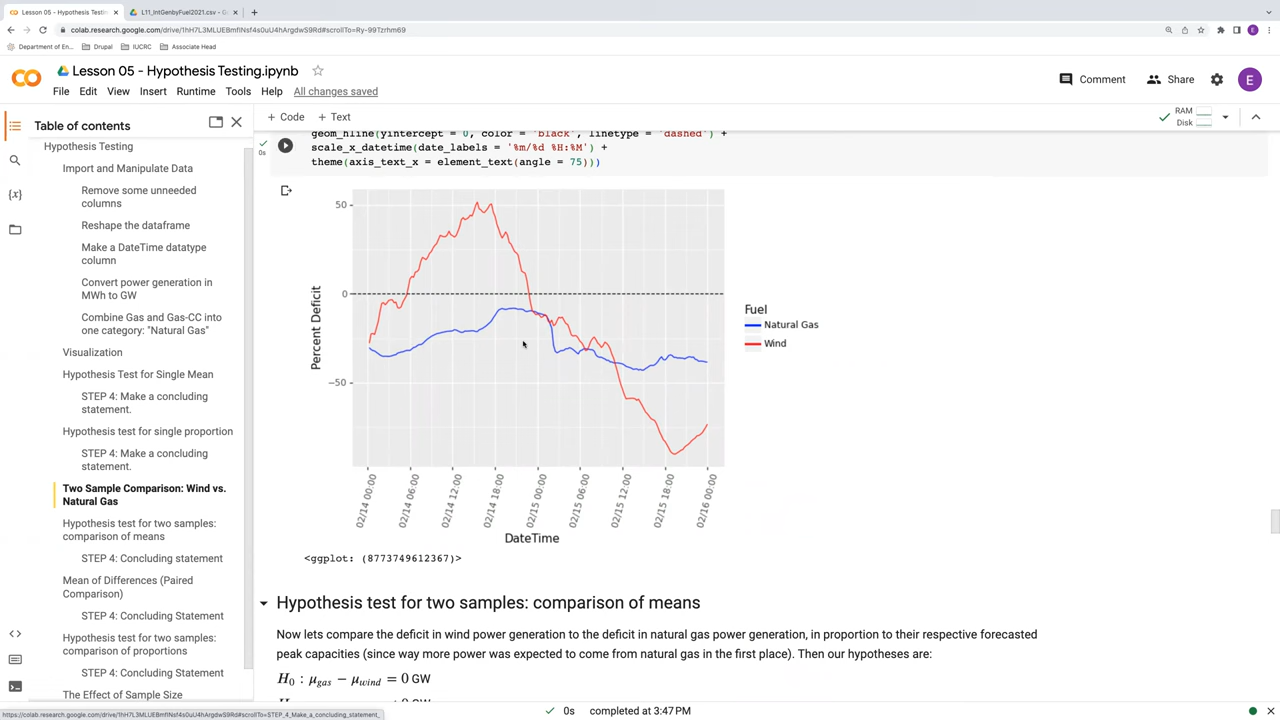 Lesson 05 - Hypothesis Testing.i
L11_IntGenbyFuel2021.csv - G
colab.research.google.com/drive/1hH7L3MLUEBmfINsf4s0uU4hArgdwS9Rd#scrollTo=Ry-99Tzrhm69
Department of En...
Drupal
IUCRC
Associate Head
Lesson 05 - Hypothesis Testing.ipynb
Comment
Share
E
File Edit View Insert Runtime Tools Help All changes saved
+ Code + Text
RAM
Disk
Table of contents
Hypothesis Testing
Import and Manipulate Data
Remove some unneeded
columns
Reshape the dataframe
Make a DateTime datatype
column
Convert power generation in
MWh to GW
Combine Gas and Gas-CC into
one category: "Natural Gas"
Visualization
Hypothesis Test for Single Mean
STEP 4: Make a concluding
statement.
Hypothesis test for single proportion
STEP 4: Make a concluding
statement.
Two Sample Comparison: Wind vs.
Natural Gas
Hypothesis test for two samples:
comparison of means
STEP 4: Concluding statement
Mean of Differences (Paired
Comparison)
STEP 4: Concluding Statement
Hypothesis test for two samples:
comparison of proportions
STEP 4: Concluding Statement
The Effect of Sample Size
geom_hline(yintercept = 0, color = 'black', linetype = 'dashed') +
scale_x_datetime(date_labels = '%m/%d %H:%M') +
theme(axis_text_x = element_text(angle = 75)))
0s
50
0
−50
Percent Deficit
02/14 00:00
02/14 06:00
02/14 12:00
02/14 18:00
02/15 00:00
02/15 06:00
02/15 12:00
02/15 18:00
02/16 00:00
DateTime
Fuel
Natural Gas
Wind
<ggplot: (8773749612367)>
Hypothesis test for two samples: comparison of means
Now lets compare the deficit in wind power generation to the deficit in natural gas power generation, in proportion to their respective forecasted
peak capacities (since way more power was expected to come from natural gas in the first place). Then our hypotheses are:
H₀ : μgas − μwind = 0 GW
https://colab.research.google.com/drive/1hH7L3MLUEBmfINsf4s0uU4hArgdwS9Rd#scrollTo=STEP_4_Make_a_concluding_statement_
0s completed at 3:47 PM